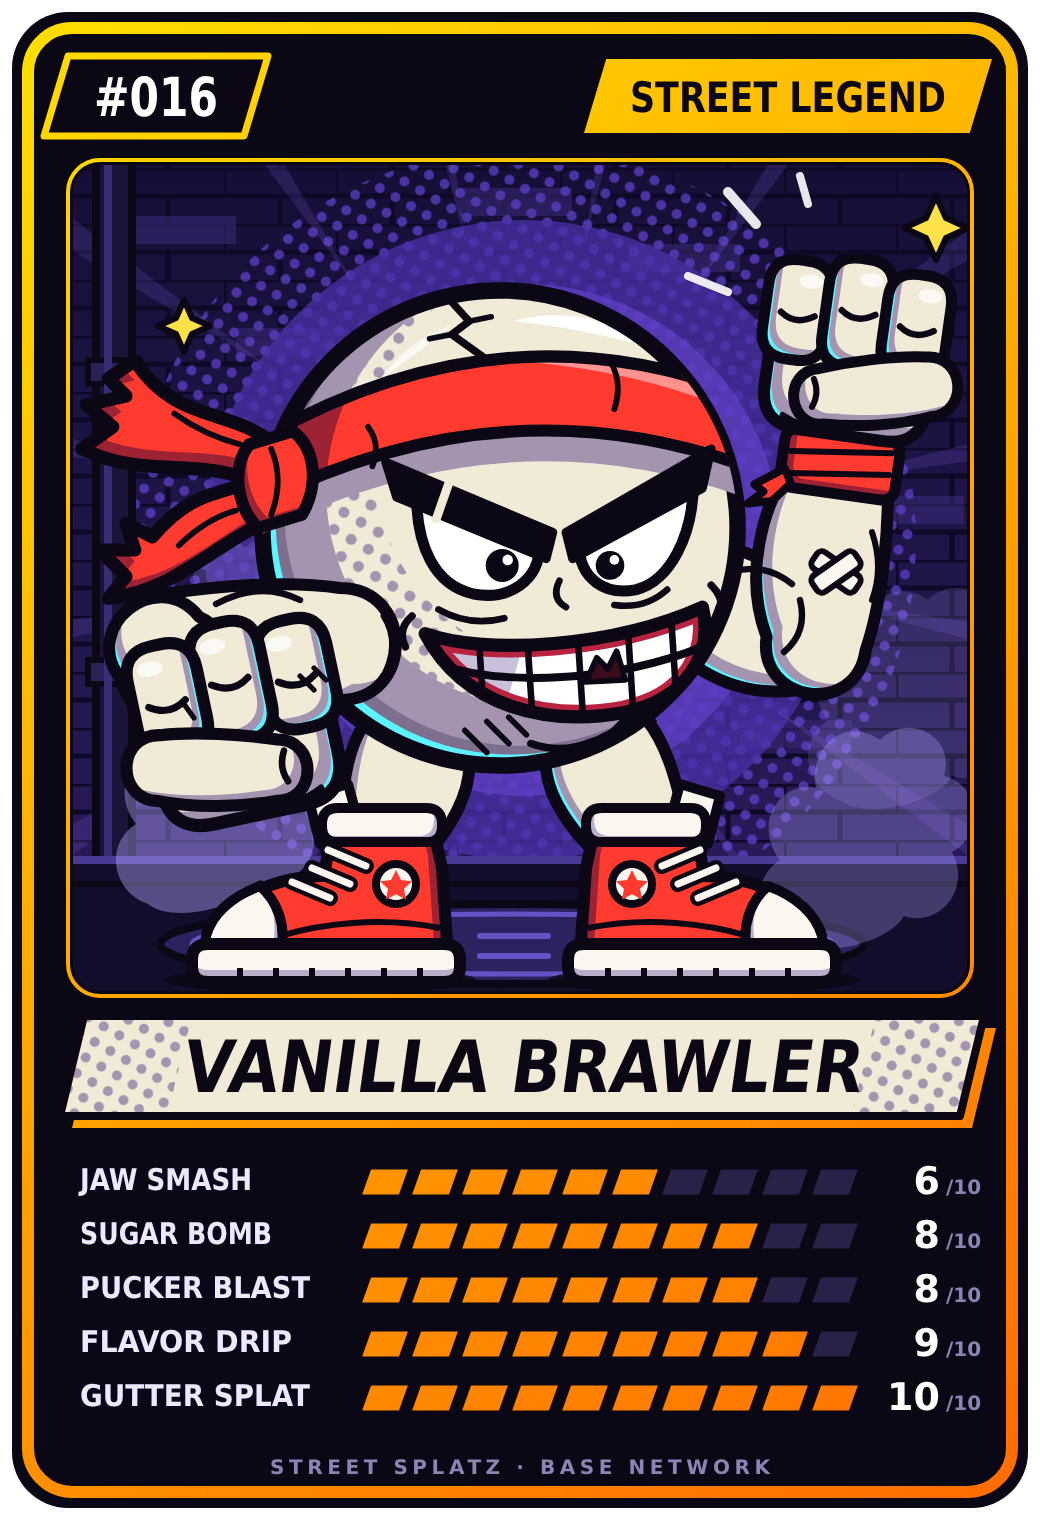 #016
STREET LEGEND
VANILLA BRAWLER
JAW SMASH 6 /10
SUGAR BOMB 8 /10
PUCKER BLAST 8 /10
FLAVOR DRIP 9 /10
GUTTER SPLAT 10 /10
STREET SPLATZ · BASE NETWORK